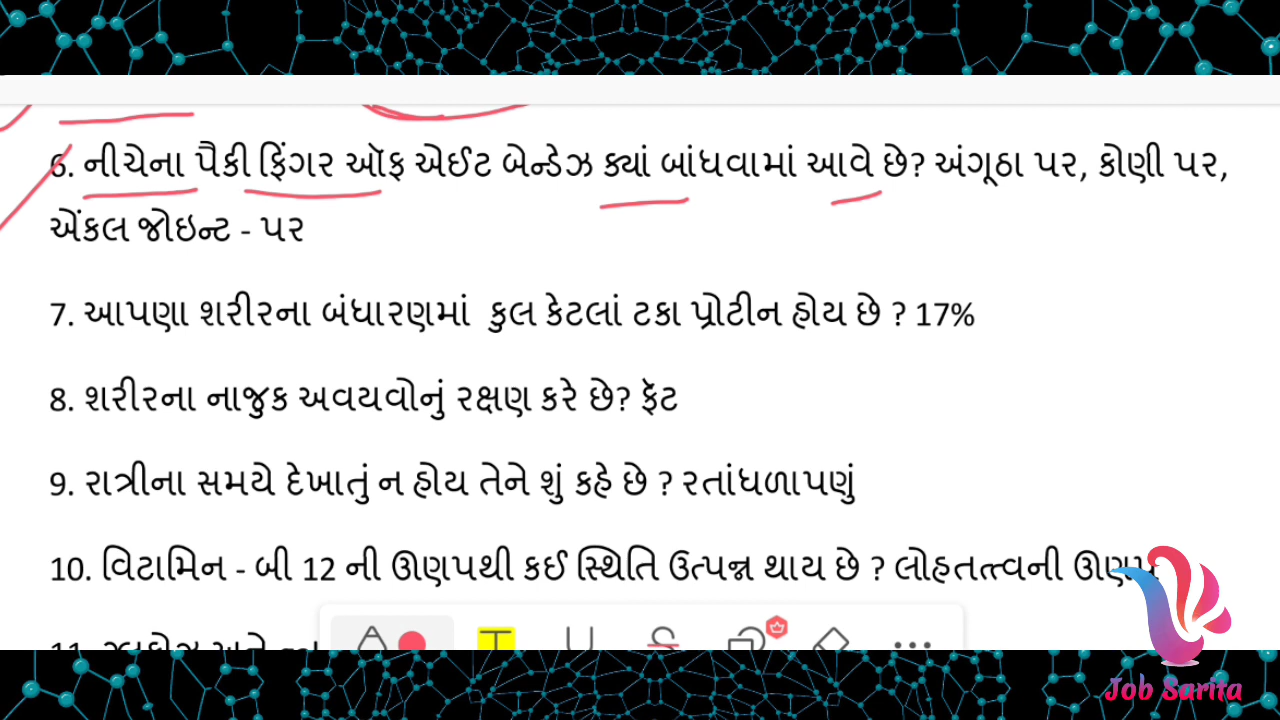 6. નીચેના પૈકી ફિંગર ઑફ એઈટ બેન્ડેઝ ક્યાં બાંધવામાં આવે છે? અંગૂઠા પર, કોણી પર,
એંકલ જોઇન્ટ - પર
7. આપણા શરીરના બંધારણમાં કુલ કેટલાં ટકા પ્રોટીન હોય છે ? 17%
8. શરીરના નાજુક અવયવોનું રક્ષણ કરે છે? ફૅટ
9. રાત્રીના સમયે દેખાતું ન હોય તેને શું કહે છે ? રતાંધળાપણું
10. વિટામિન - બી 12 ની ઊણપથી કઈ સ્થિતિ ઉત્પન્ન થાય છે ? લોહતત્ત્વની ઊણપ
11.
Job Sarita